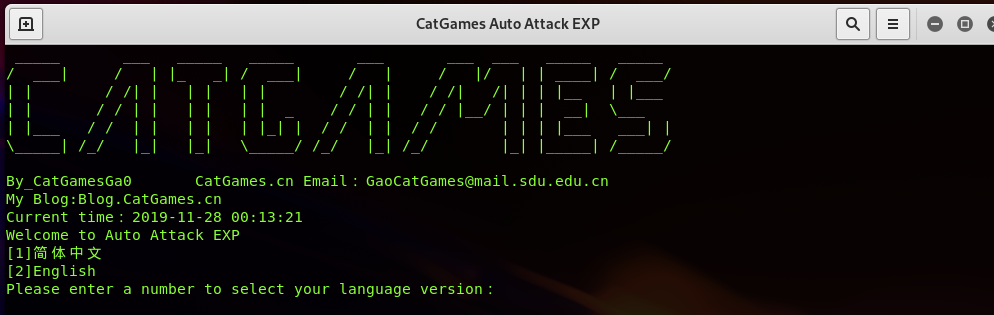 CatGames Auto Attack EXP
CATGAMES
By_CatGamesGa0 CatGames.cn Email：GaoCatGames@mail.sdu.edu.cn
My Blog:Blog.CatGames.cn
Current time：2019-11-28 00:13:21
Welcome to Auto Attack EXP
[1]简体中文
[2]English
Please enter a number to select your language version：